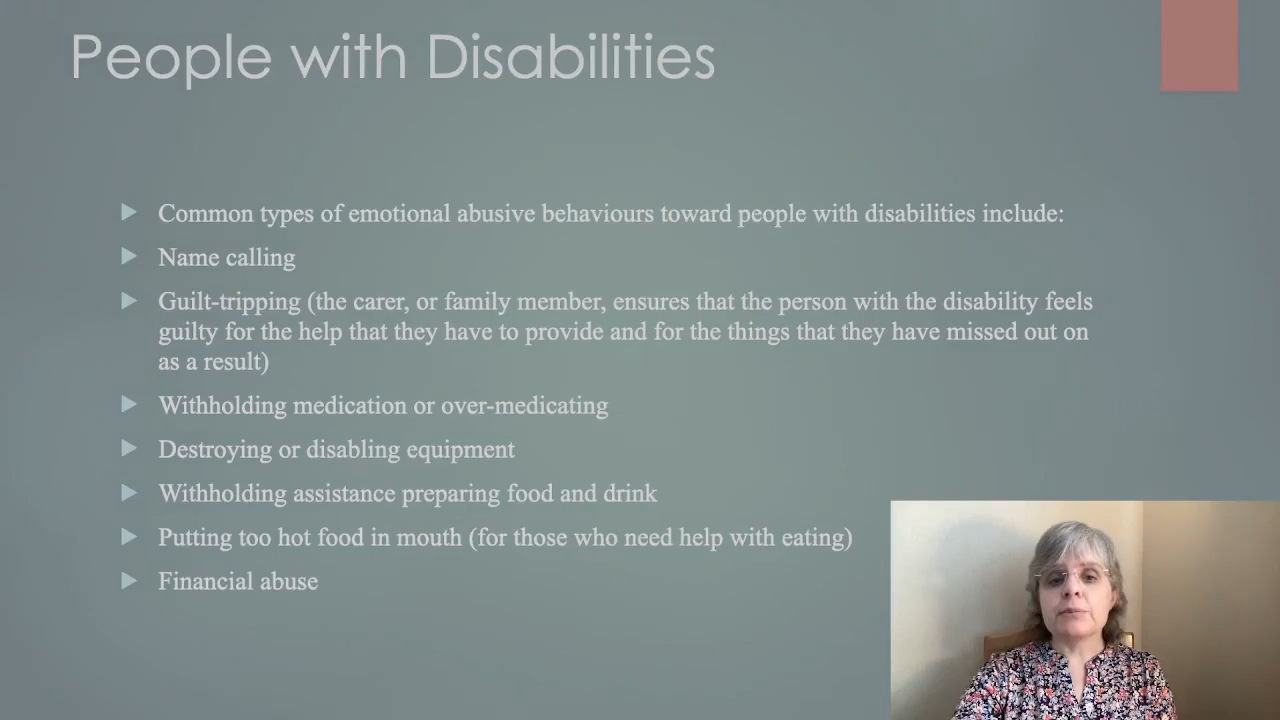 People with Disabilities
Common types of emotional abusive behaviours toward people with disabilities include:
Name calling
Guilt-tripping (the carer, or family member, ensures that the person with the disability feels
guilty for the help that they have to provide and for the things that they have missed out on
as a result)
Withholding medication or over-medicating
Destroying or disabling equipment
Withholding assistance preparing food and drink
Putting too hot food in mouth (for those who need help with eating)
Financial abuse